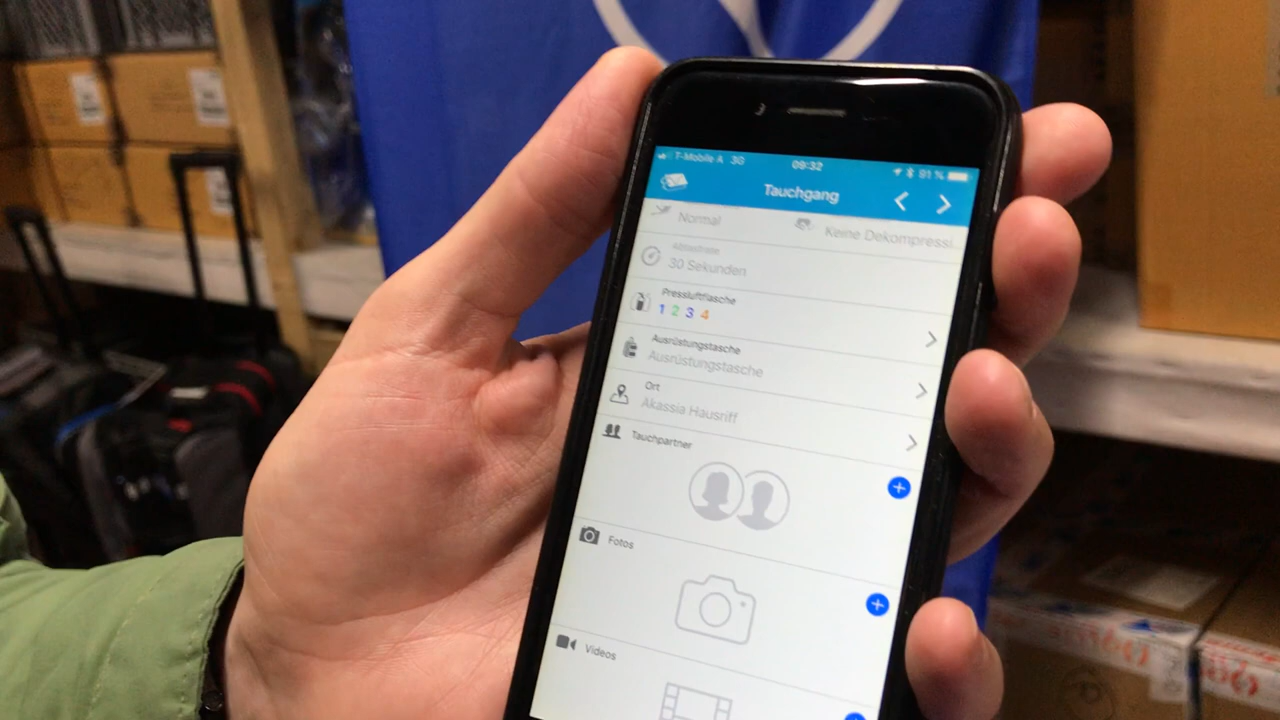 T-Mobile A 3G 09:32 91 %
Tauchgang
Normal Keine Dekompressi...
30 Sekunden
Pressluftflasche
1 2 3 4
Ausrüstungstasche
Ausrüstungstasche
Ort
Akassia Hausriff
Tauchpartner
Fotos
Videos